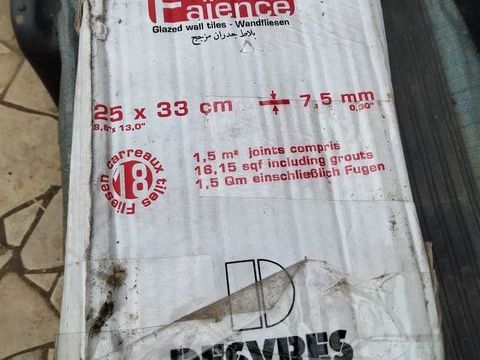 Faïence
Glazed wall tiles - Wandfliesen
بلاط جدران مزجج
25 x 33 cm
9,8 x 13,0"
7,5 mm
0,30"
18
carreaux tiles Fliesen
1,5 m² joints compris
16,15 sqf including grouts
1,5 Qm einschließlich Fugen
D
DESVRES